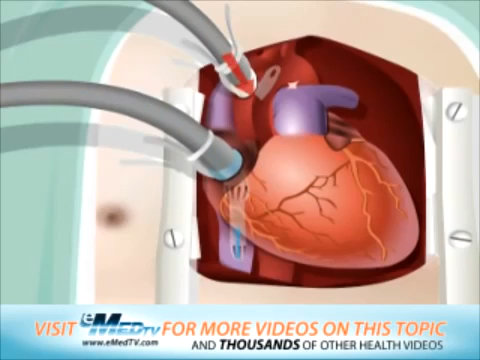 VISIT eMEDTV FOR MORE VIDEOS ON THIS TOPIC
www.eMedTV.com AND THOUSANDS OF OTHER HEALTH VIDEOS